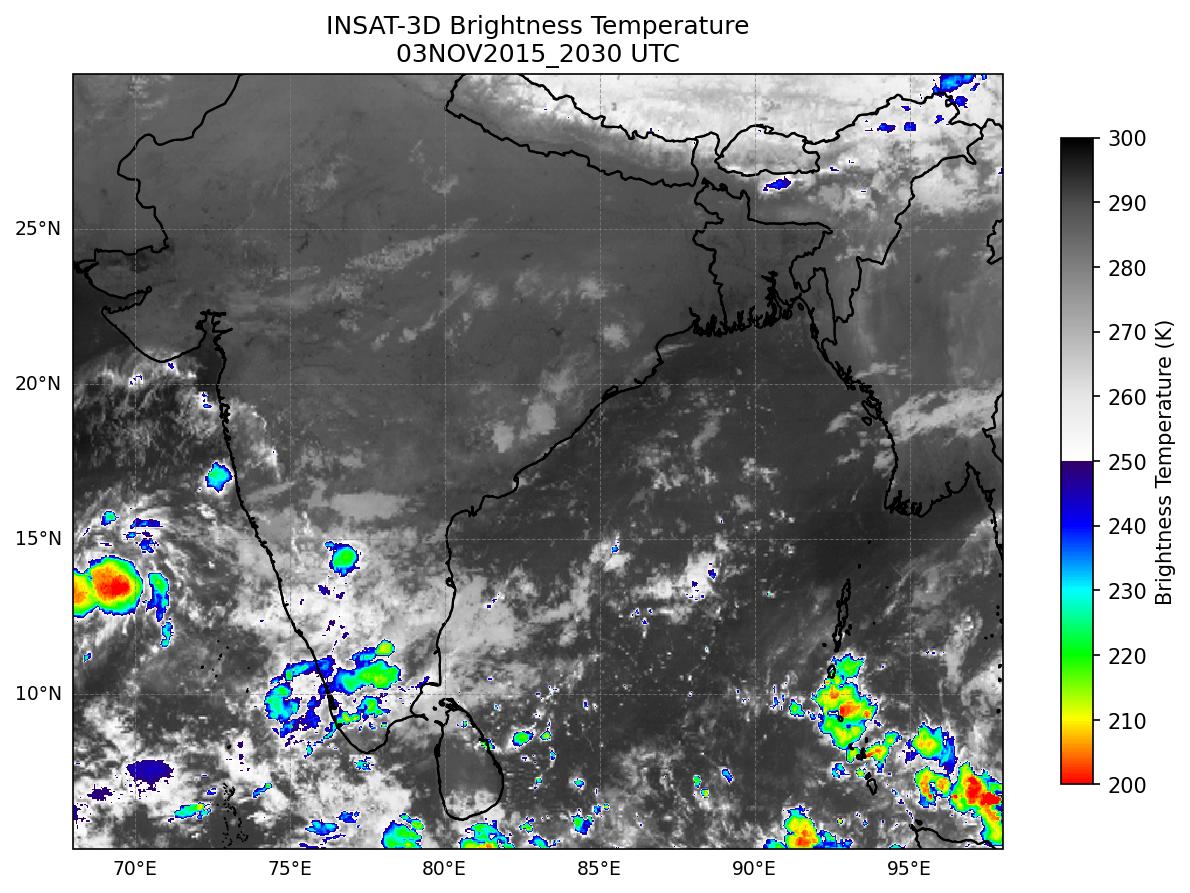 INSAT-3D Brightness Temperature
03NOV2015_2030 UTC
25°N
20°N
15°N
10°N
70°E
75°E
80°E
85°E
90°E
95°E
300
290
280
270
260
250
240
230
220
210
200
Brightness Temperature (K)